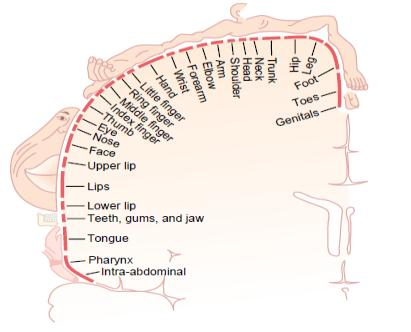 Genitals
Toes
Foot
Leg
Hip
Trunk
Neck
Head
Shoulder
Arm
Elbow
Forearm
Wrist
Hand
Little finger
Ring finger
Middle finger
Index finger
Thumb
Eye
Nose
Face
Upper lip
Lips
Lower lip
Teeth, gums, and jaw
Tongue
Pharynx
Intra-abdominal